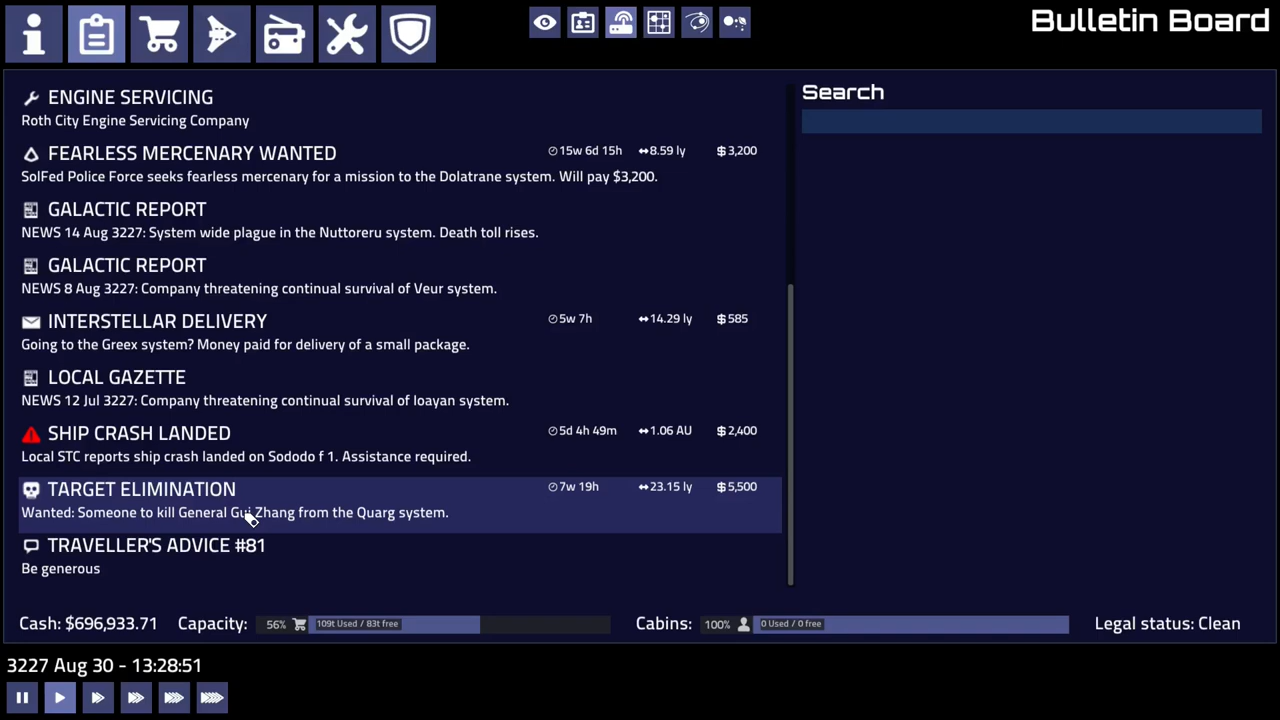 Bulletin Board
ENGINE SERVICING
Roth City Engine Servicing Company
FEARLESS MERCENARY WANTED 15w 6d 15h 8.59 ly $3,200
SolFed Police Force seeks fearless mercenary for a mission to the Dolatrane system. Will pay $3,200.
GALACTIC REPORT
NEWS 14 Aug 3227: System wide plague in the Nuttoreru system. Death toll rises.
GALACTIC REPORT
NEWS 8 Aug 3227: Company threatening continual survival of Veur system.
INTERSTELLAR DELIVERY 5w 7h 14.29 ly $585
Going to the Greex system? Money paid for delivery of a small package.
LOCAL GAZETTE
NEWS 12 Jul 3227: Company threatening continual survival of Ioayan system.
SHIP CRASH LANDED 5d 4h 49m 1.06 AU $2,400
Local STC reports ship crash landed on Sododo f 1. Assistance required.
TARGET ELIMINATION 7w 19h 23.15 ly $5,500
Wanted: Someone to kill General Gui Zhang from the Quarg system.
TRAVELLER'S ADVICE #81
Be generous
Search
Cash: $696,933.71 Capacity: 56% 109t Used / 83t free Cabins: 100% 0 Used / 0 free Legal status: Clean
3227 Aug 30 - 13:28:51